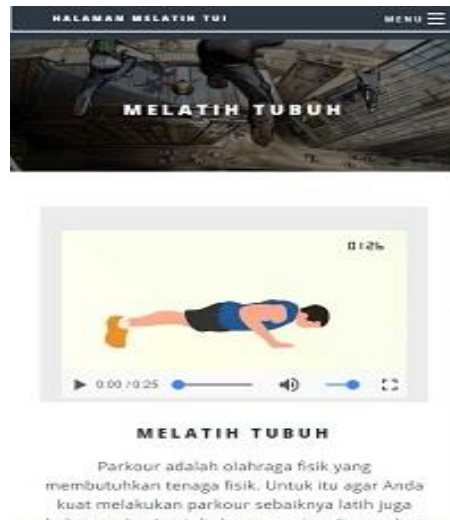 HALAMAN MELATIH TUI
MENU
MELATIH TUBUH
01:26
0:00 / 0:25
MELATIH TUBUH
Parkour adalah olahraga fisik yang
membutuhkan tenaga fisik. Untuk itu agar Anda
kuat melakukan parkour sebaiknya latih juga